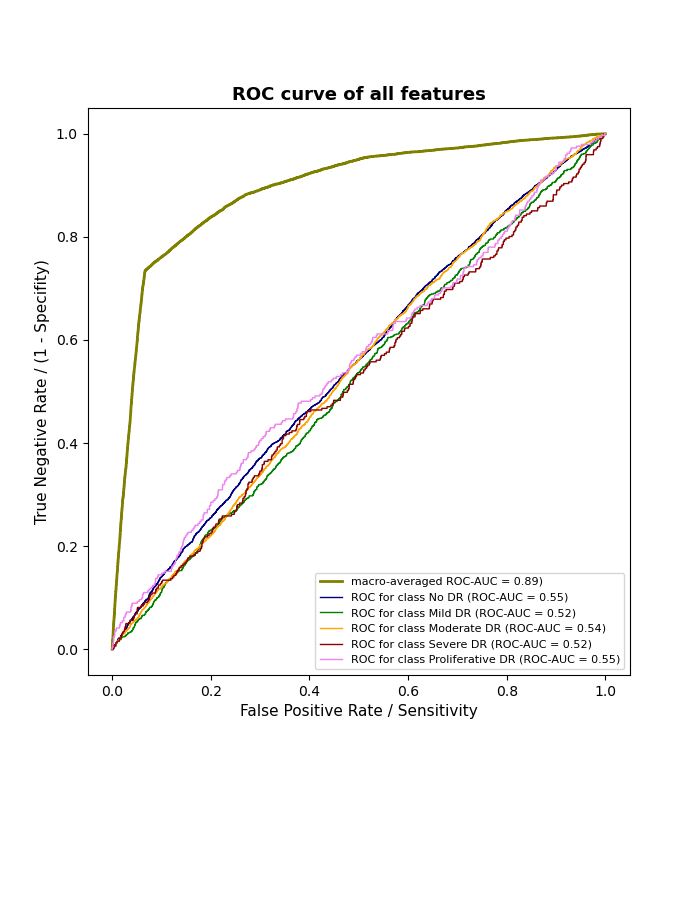 ROC curve of all features
True Negative Rate / (1 - Specifity)
1.0
0.8
0.6
0.4
0.2
0.0
macro-averaged ROC-AUC = 0.89)
ROC for class No DR (ROC-AUC = 0.55)
ROC for class Mild DR (ROC-AUC = 0.52)
ROC for class Moderate DR (ROC-AUC = 0.54)
ROC for class Severe DR (ROC-AUC = 0.52)
ROC for class Proliferative DR (ROC-AUC = 0.55)
0.0 0.2 0.4 0.6 0.8 1.0
False Positive Rate / Sensitivity